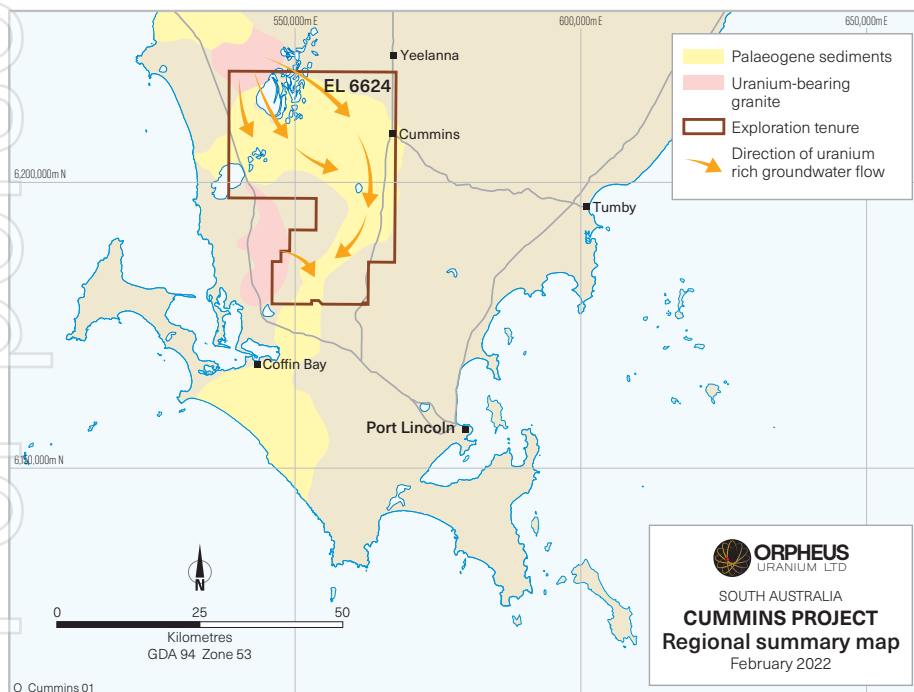 550,000m E
600,000m E
650,000m E
Yeelanna
EL 6624
Cummins
6,200,000m N
Tumby
Coffin Bay
Port Lincoln
6,150,000m N
Palaeogene sediments
Uranium-bearing
granite
Exploration tenure
Direction of uranium
rich groundwater flow
N
0 25 50
Kilometres
GDA 94 Zone 53
O_Cummins 01
ORPHEUS
URANIUM LTD
SOUTH AUSTRALIA
CUMMINS PROJECT
Regional summary map
February 2022